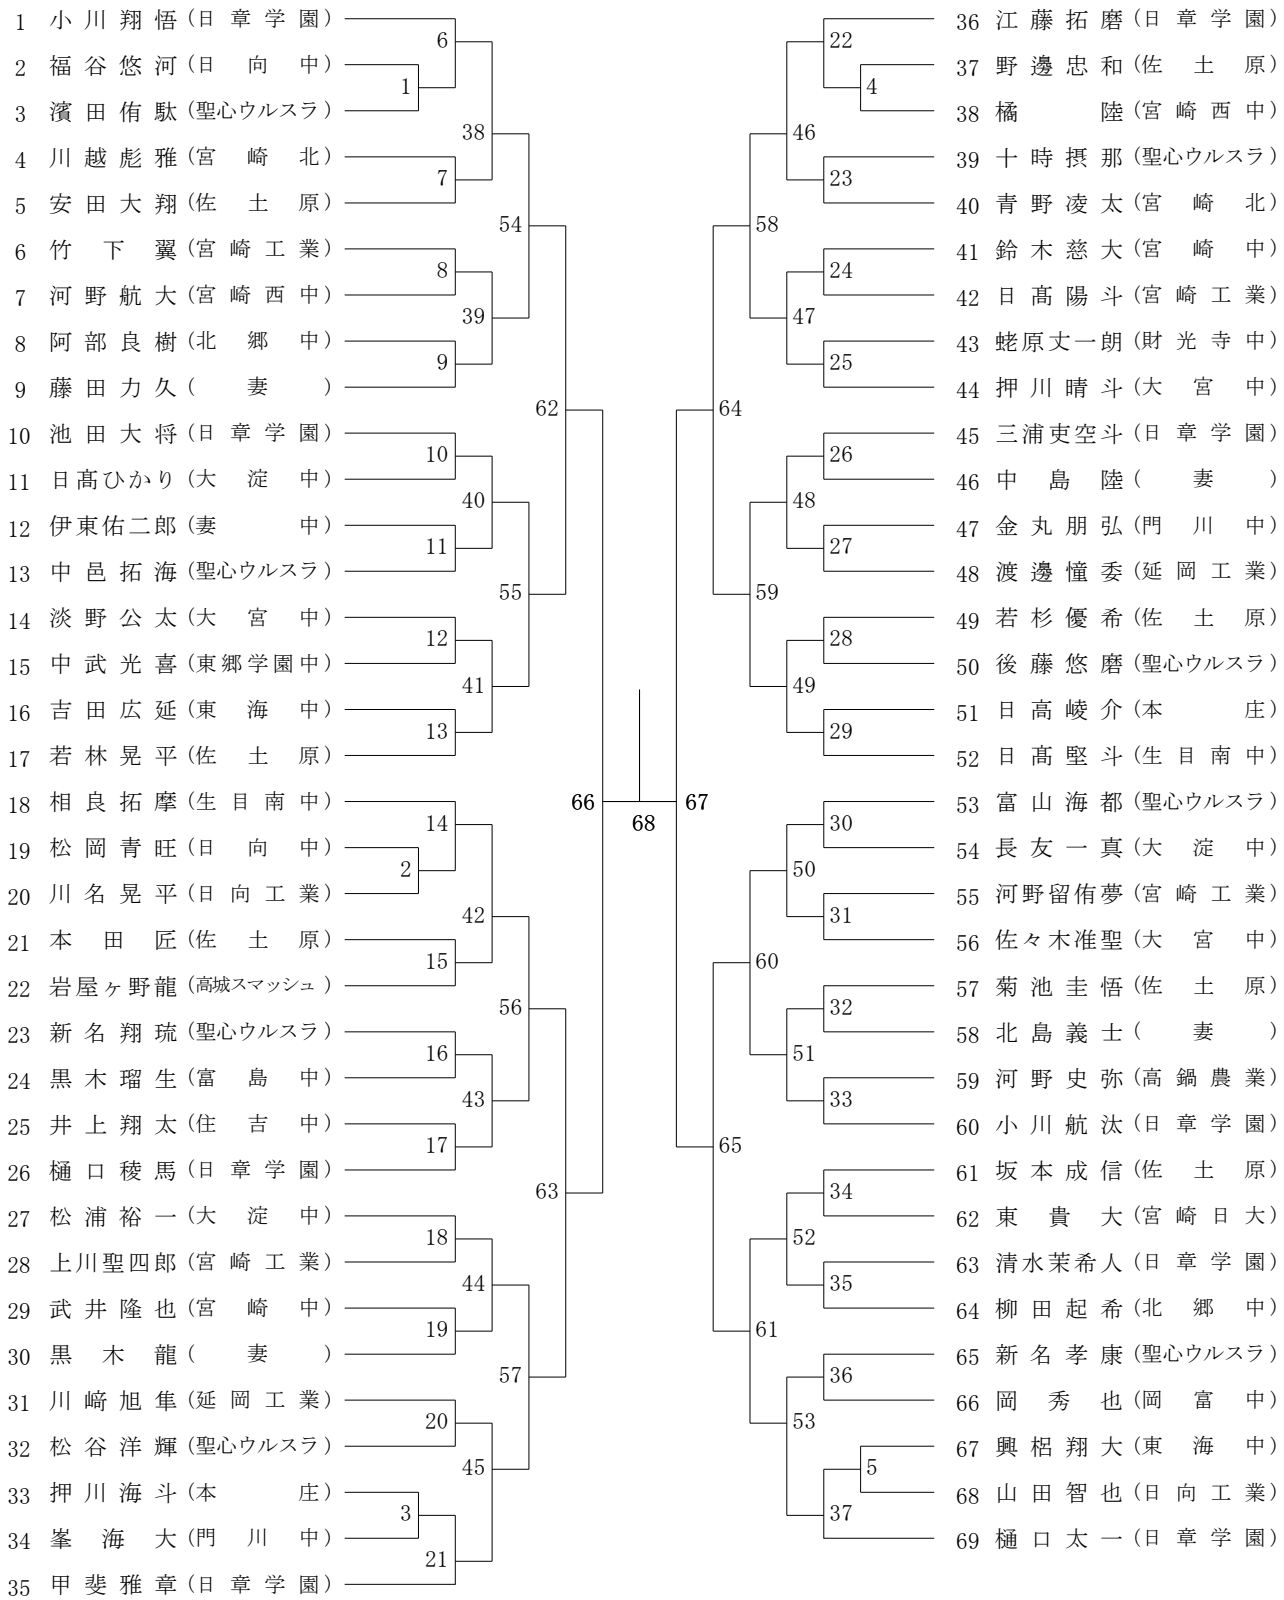 1 小川翔悟(日章学園)
2 福谷悠河(日向中)
3 濱田侑駄(聖心ウルスラ)
4 川越彪雅(宮崎北)
5 安田大翔(佐土原)
6 竹下翼(宮崎工業)
7 河野航大(宮崎西中)
8 阿部良樹(北郷中)
9 藤田力久(妻)
10 池田大将(日章学園)
11 日髙ひかり(大淀中)
12 伊東佑二郎(妻中)
13 中邑拓海(聖心ウルスラ)
14 淡野公太(大宮中)
15 中武光喜(東郷学園中)
16 吉田広延(東海中)
17 若林晃平(佐土原)
18 相良拓摩(生目南中)
19 松岡青旺(日向中)
20 川名晃平(日向工業)
21 本田匠(佐土原)
22 岩屋ヶ野龍(高城スマッシュ)
23 新名翔琉(聖心ウルスラ)
24 黒木瑠生(富島中)
25 井上翔太(住吉中)
26 樋口稜馬(日章学園)
27 松浦裕一(大淀中)
28 上川聖四郎(宮崎工業)
29 武井隆也(宮崎中)
30 黒木龍(妻)
31 川﨑旭隼(延岡工業)
32 松谷洋輝(聖心ウルスラ)
33 押川海斗(本庄)
34 峯海大(門川中)
35 甲斐雅章(日章学園)
6
1
38
7
54
8
39
9
62
10
40
11
55
12
41
13
66
14
2
42
15
56
16
43
17
63
18
44
19
57
20
45
3
21
68
67
22
4
46
23
58
24
47
25
64
26
48
27
59
28
49
29
30
50
31
60
32
51
33
65
34
52
35
61
36
53
5
37
36 江藤拓磨(日章学園)
37 野邊忠和(佐土原)
38 橘陸(宮崎西中)
39 十時摂那(聖心ウルスラ)
40 青野凌太(宮崎北)
41 鈴木慈大(宮崎中)
42 日髙陽斗(宮崎工業)
43 蛯原丈一朗(財光寺中)
44 押川晴斗(大宮中)
45 三浦吏空斗(日章学園)
46 中島陸(妻)
47 金丸朋弘(門川中)
48 渡邊憧委(延岡工業)
49 若杉優希(佐土原)
50 後藤悠磨(聖心ウルスラ)
51 日高崚介(本庄)
52 日髙堅斗(生目南中)
53 富山海都(聖心ウルスラ)
54 長友一真(大淀中)
55 河野留侑夢(宮崎工業)
56 佐々木准聖(大宮中)
57 菊池圭悟(佐土原)
58 北島義士(妻)
59 河野史弥(高鍋農業)
60 小川航汰(日章学園)
61 坂本成信(佐土原)
62 東貴大(宮崎日大)
63 清水茉希人(日章学園)
64 柳田起希(北郷中)
65 新名孝康(聖心ウルスラ)
66 岡秀也(岡富中)
67 興梠翔大(東海中)
68 山田智也(日向工業)
69 樋口太一(日章学園)